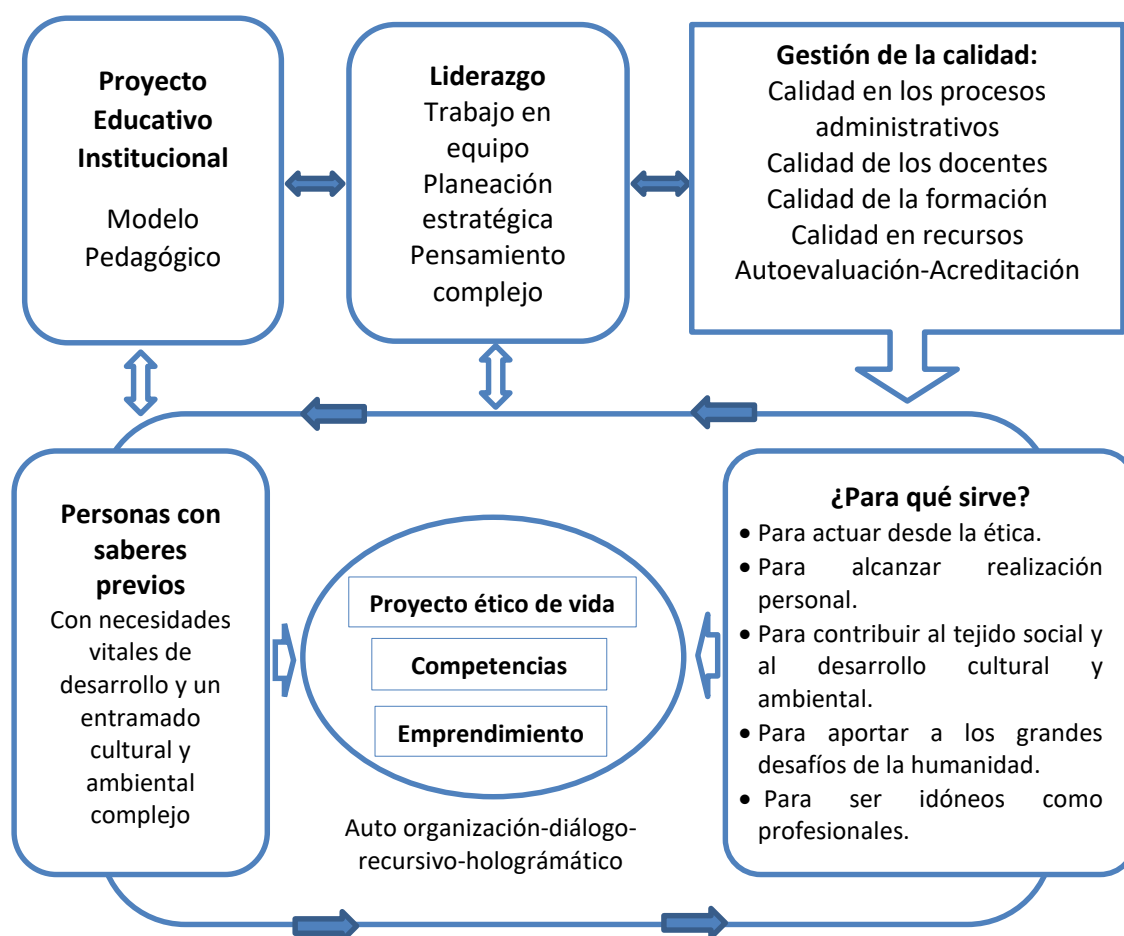 Proyecto
Educativo
Institucional
Modelo
Pedagógico
Liderazgo
Trabajo en
equipo
Planeación
estratégica
Pensamiento
complejo
Gestión de la calidad:
Calidad en los procesos
administrativos
Calidad de los docentes
Calidad de la formación
Calidad en recursos
Autoevaluación-Acreditación
Personas con
saberes
previos
Con necesidades
vitales de
desarrollo y un
entramado
cultural y
ambiental
complejo
Proyecto ético de vida
Competencias
Emprendimiento
Auto organización-diálogo-
recursivo-holográmático
¿Para qué sirve?
• Para actuar desde la ética.
• Para alcanzar realización
personal.
• Para contribuir al tejido social y
al desarrollo cultural y
ambiental.
• Para aportar a los grandes
desafíos de la humanidad.
• Para ser idóneos como
profesionales.